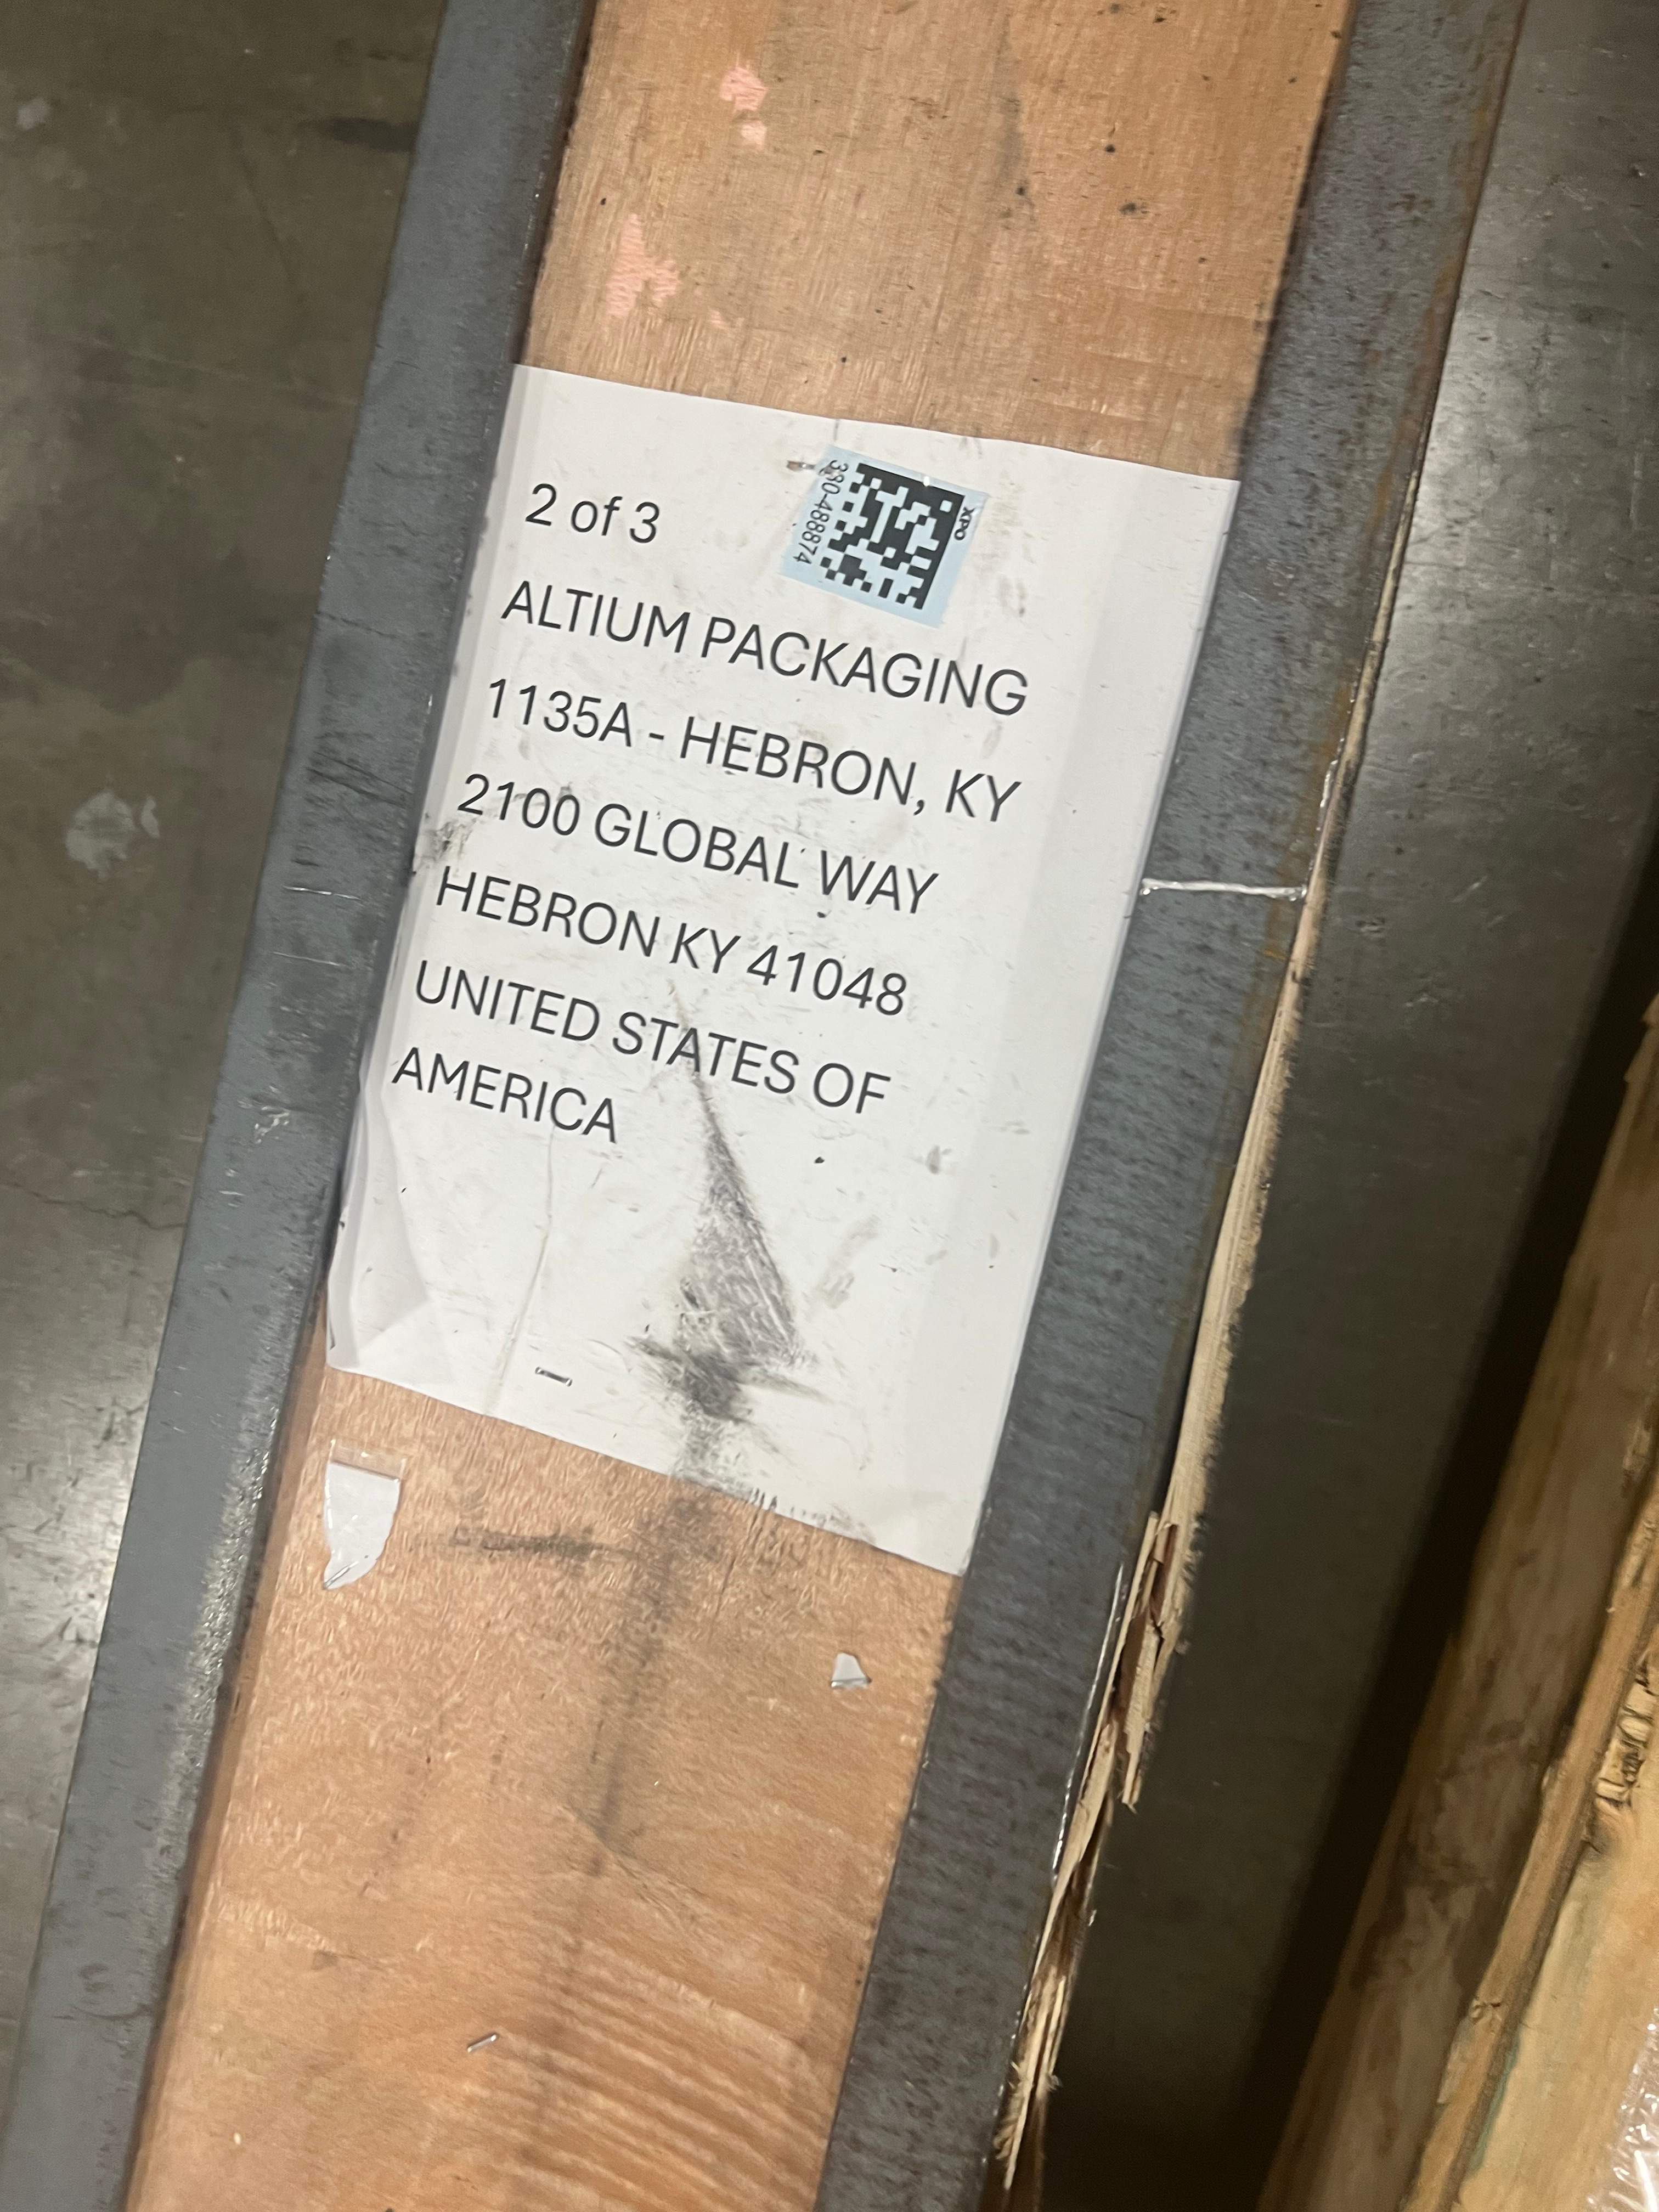 2 of 3
XPO
330-488874
ALTIUM PACKAGING
1135A - HEBRON, KY
2100 GLOBAL WAY
HEBRON KY 41048
UNITED STATES OF
AMERICA